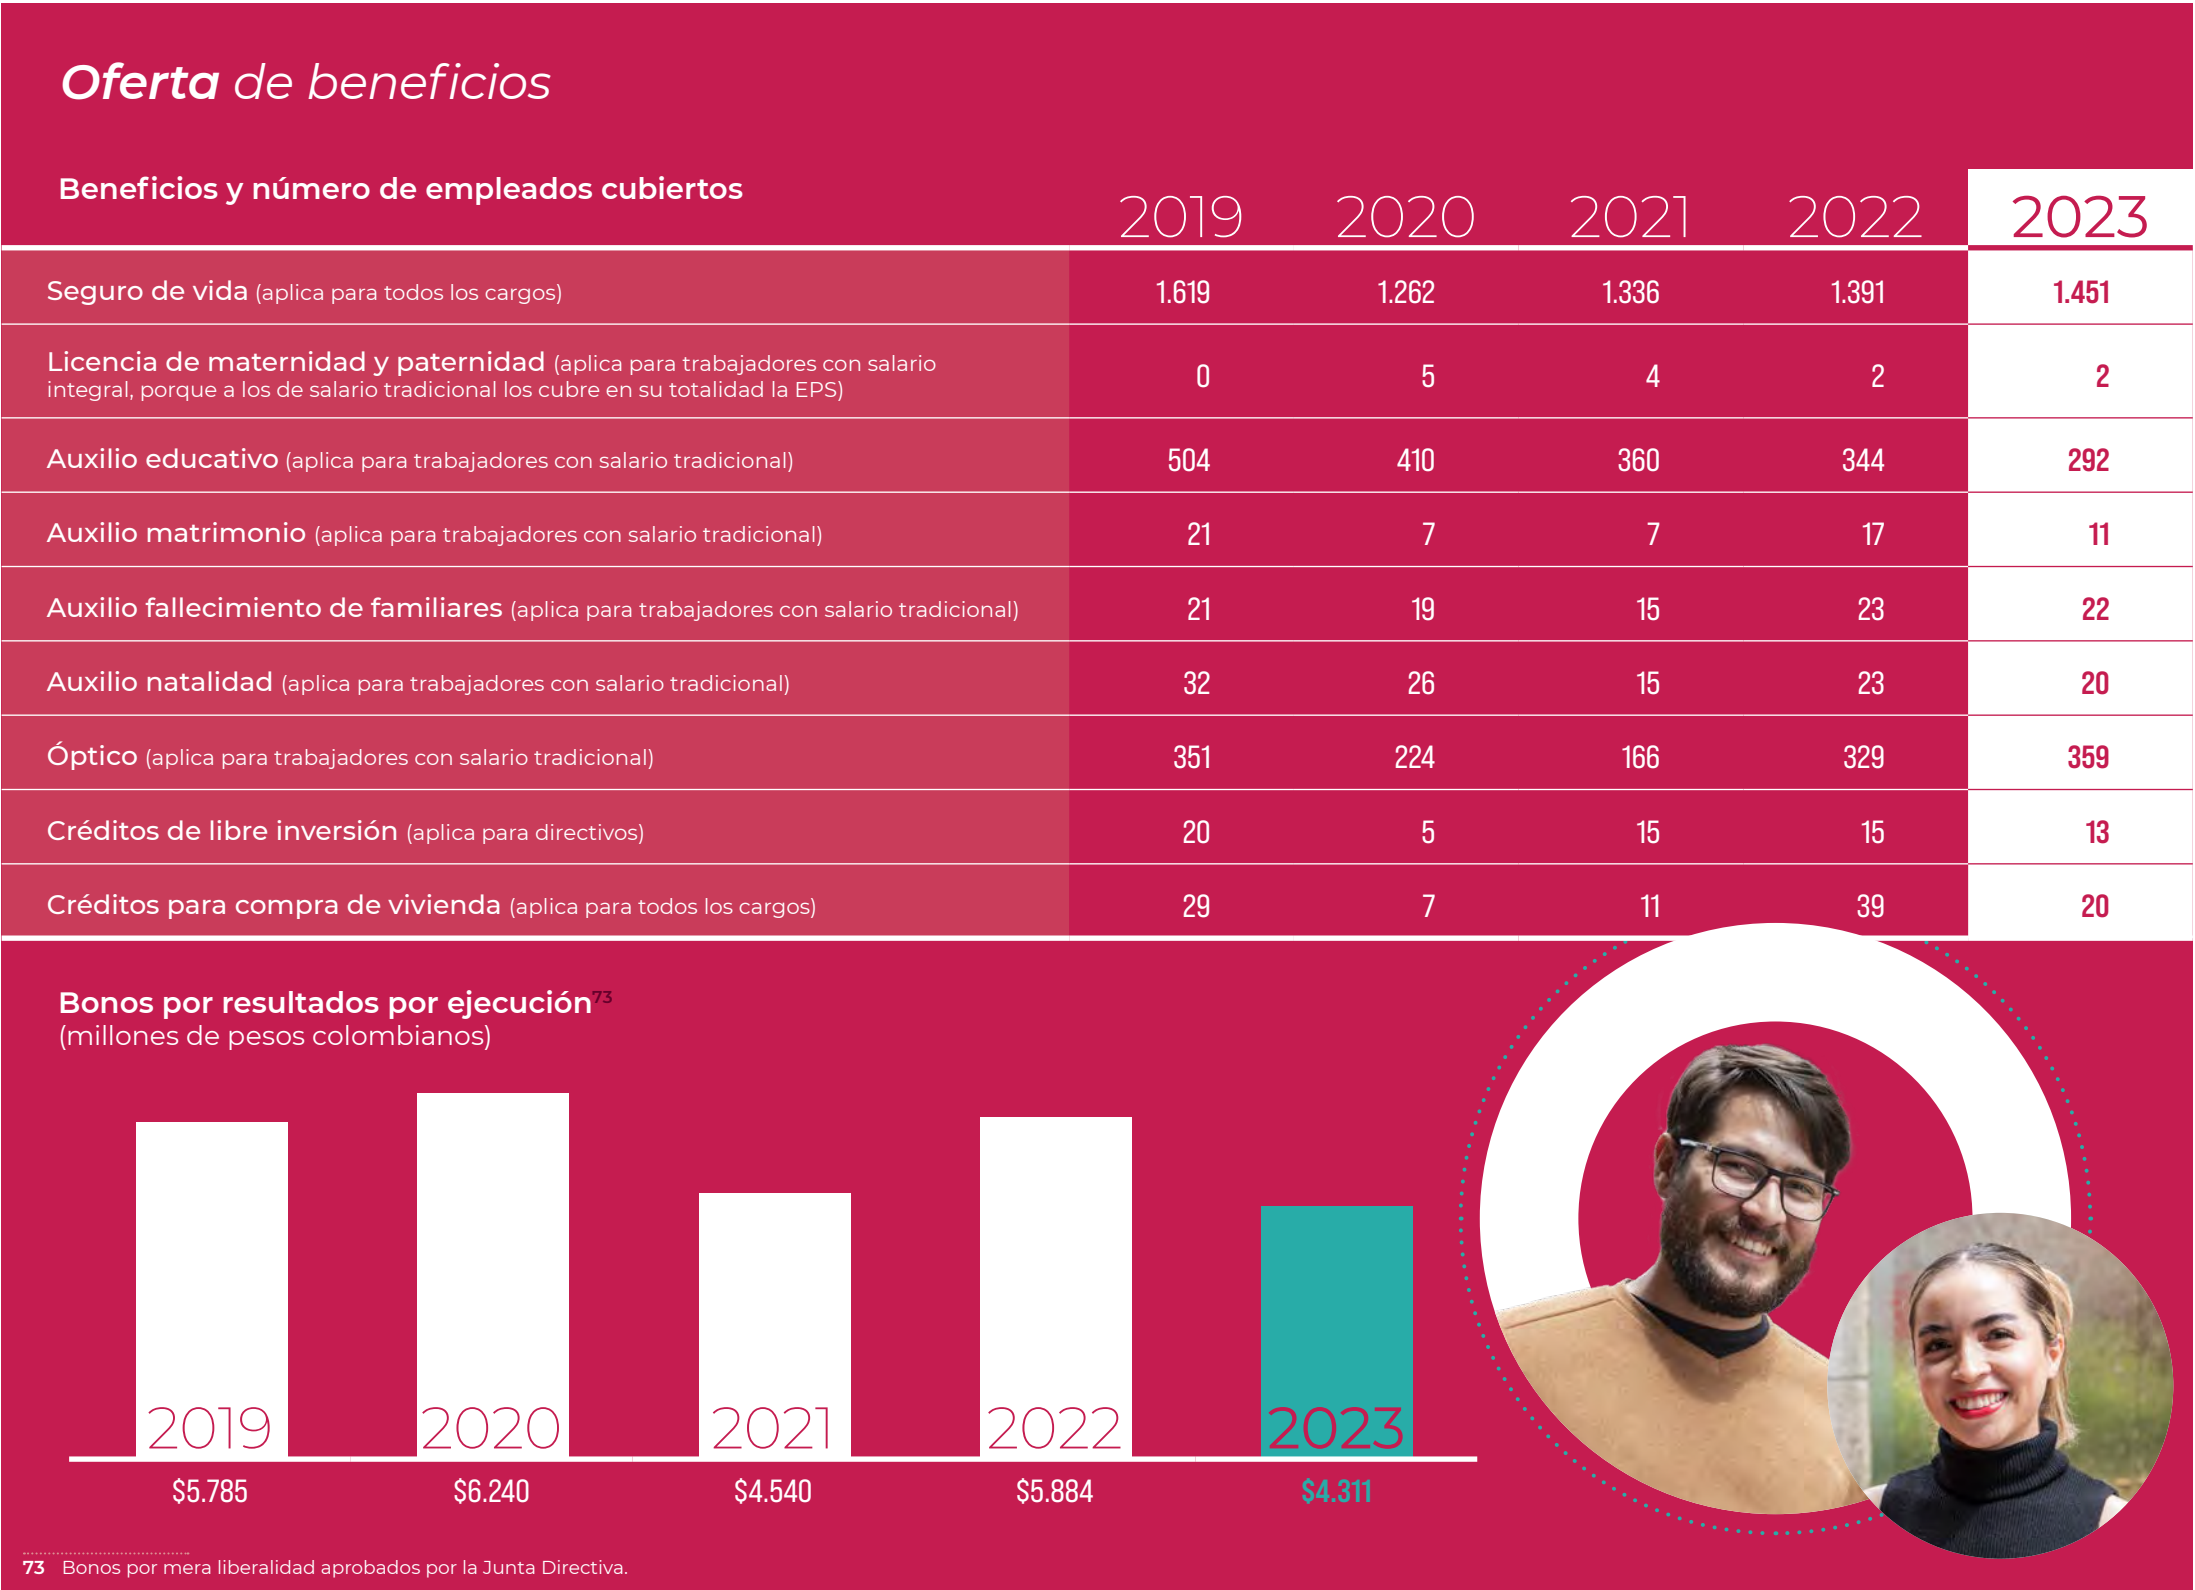 Oferta de beneficios
Beneficios y número de empleados cubiertos
2019 2020 2021 2022 2023
Seguro de vida (aplica para todos los cargos) 1.619 1.262 1.336 1.391 1.451
Licencia de maternidad y paternidad (aplica para trabajadores con salario
integral, porque a los de salario tradicional los cubre en su totalidad la EPS) 0 5 4 2 2
Auxilio educativo (aplica para trabajadores con salario tradicional) 504 410 360 344 292
Auxilio matrimonio (aplica para trabajadores con salario tradicional) 21 7 7 17 11
Auxilio fallecimiento de familiares (aplica para trabajadores con salario tradicional) 21 19 15 23 22
Auxilio natalidad (aplica para trabajadores con salario tradicional) 32 26 15 23 20
Óptico (aplica para trabajadores con salario tradicional) 351 224 166 329 359
Créditos de libre inversión (aplica para directivos) 20 5 15 15 13
Créditos para compra de vivienda (aplica para todos los cargos) 29 7 11 39 20
Bonos por resultados por ejecución73
(millones de pesos colombianos)
2019 2020 2021 2022 2023
$5.785 $6.240 $4.540 $5.884 $4.311
73 Bonos por mera liberalidad aprobados por la Junta Directiva.